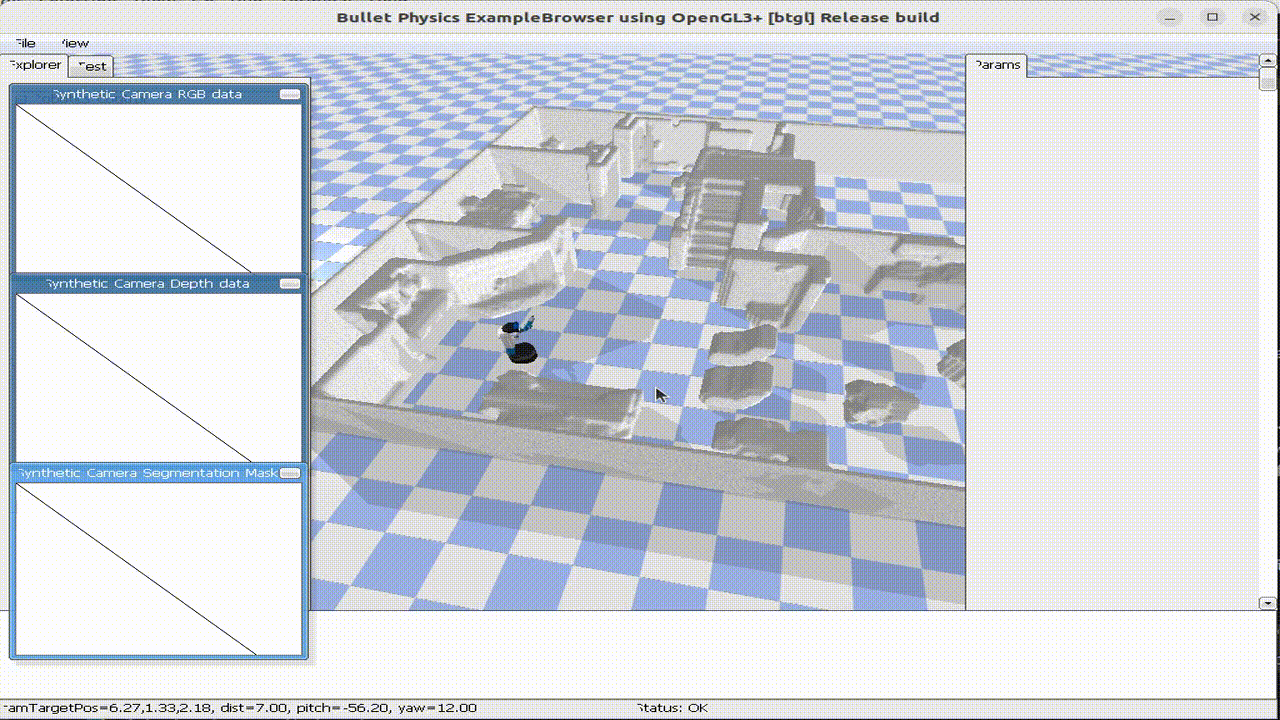 Bullet Physics ExampleBrowser using OpenGL3+ [btgl] Release build
File View
Explorer Test Params
Synthetic Camera RGB data
Synthetic Camera Depth data
Synthetic Camera Segmentation Mask
amTargetPos=6.27,1.33,2.18, dist=7.00, pitch=-56.20, yaw=12.00 Status: OK